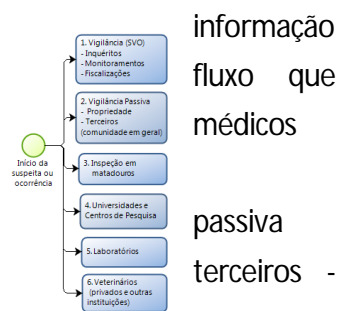 1. Vigilância (SVO)
- Inquéritos
- Monitoramentos
- Fiscalizações
2. Vigilância Passiva
- Propriedade
- Terceiros
(comunidade em geral)
Início da
suspeita ou
ocorrência
3. Inspeção em
matadouros
4. Universidades e
Centros de Pesquisa
5. Laboratórios
6. Veterinários
(privados e outras
instituições)
informação
fluxo que
médicos
passiva
terceiros -